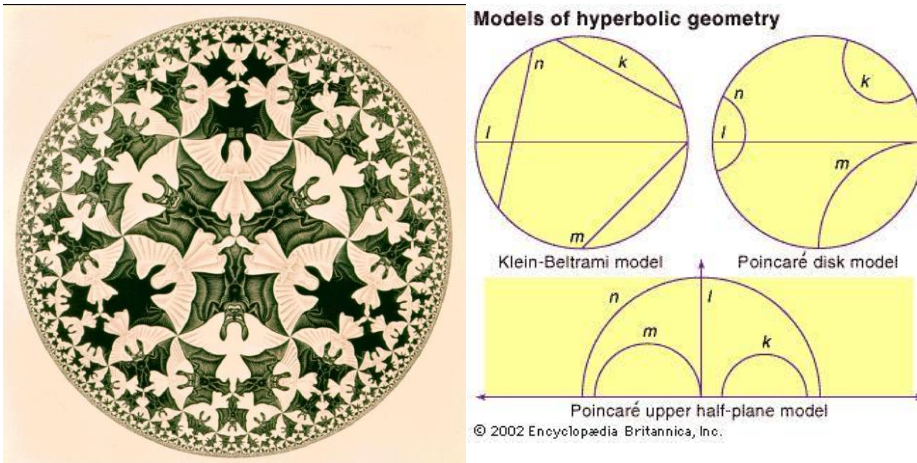 Models of hyperbolic geometry
n
k
l
m
Klein-Beltrami model
n
k
l
m
Poincaré disk model
n
l
m
k
Poincaré upper half-plane model
© 2002 Encyclopædia Britannica, Inc.